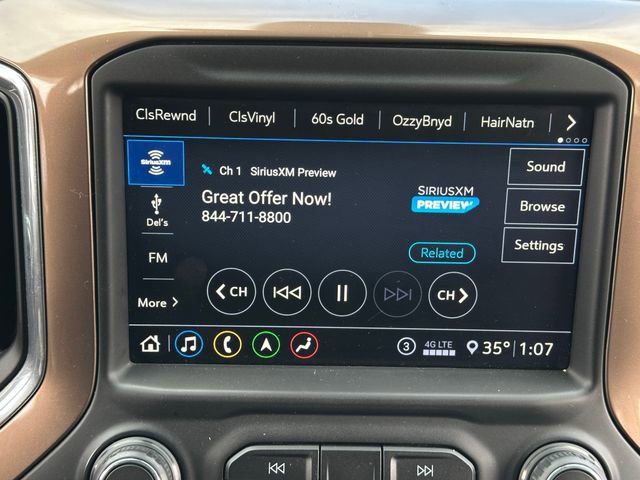 ClsRewnd ClsVinyl 60s Gold OzzyBnyd HairNatn
SiriusXM
Ch 1 SiriusXM Preview
Great Offer Now!
844-711-8800
SIRIUSXM
PREVIEW
Sound
Browse
Settings
Del's
FM
More
Related
CH
CH
3 4G LTE 35° 1:07